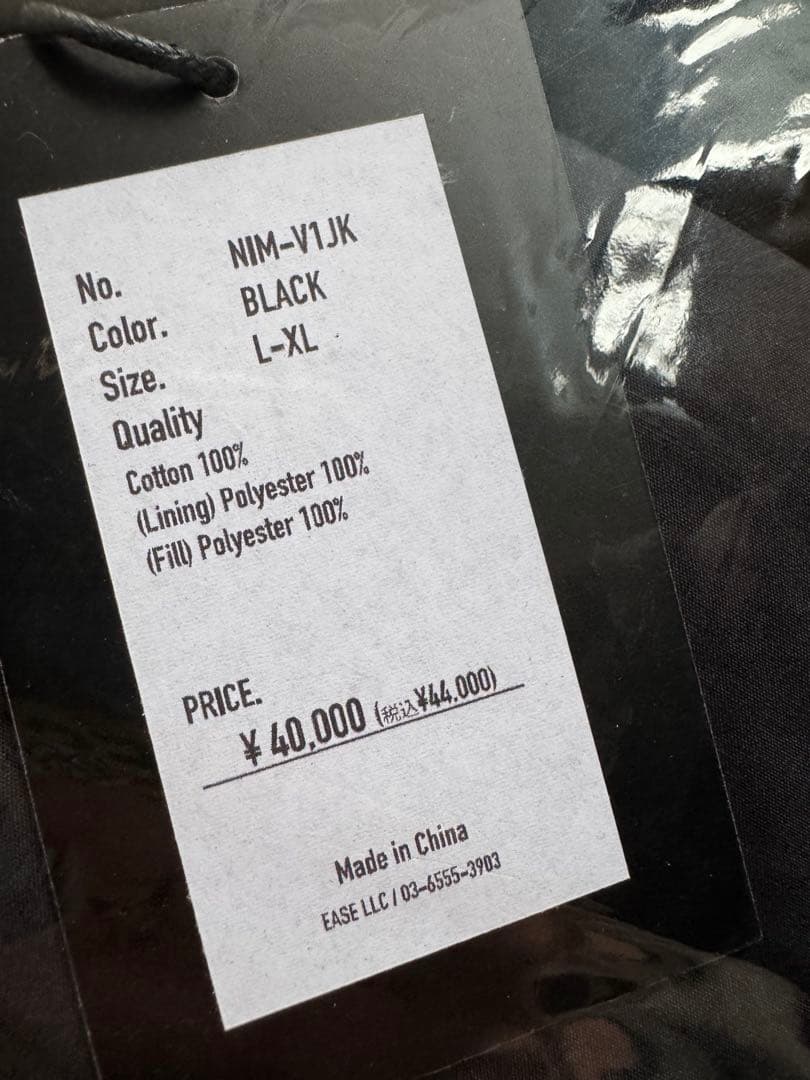 No. NIM-V1JK
Color. BLACK
Size. L-XL
Quality
Cotton 100%
(Lining) Polyester 100%
(Fill) Polyester 100%
PRICE.
¥ 40,000 (税込¥44,000)
Made in China
EASE LLC / 03-6555-3903